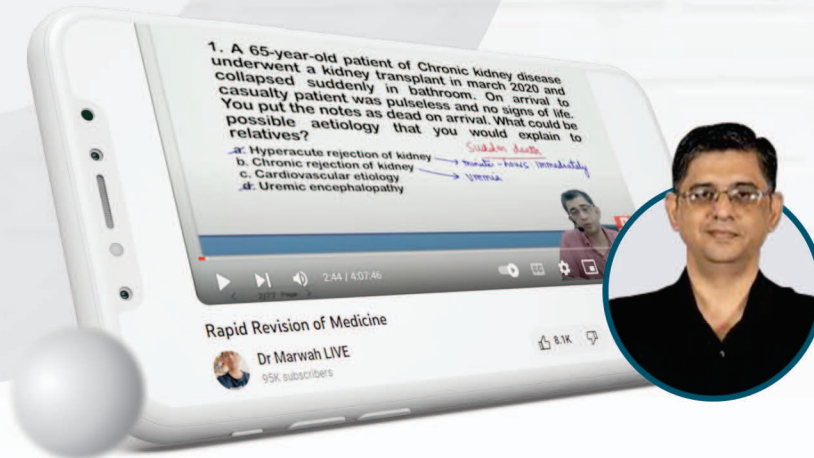 1. A 65-year-old patient of Chronic kidney disease
underwent a kidney transplant in march 2020 and
collapsed suddenly in bathroom. On arrival to
casualty patient was pulseless and no signs of life.
You put the notes as dead on arrival. What could be
possible aetiology that you would explain to
relatives?
Sudden death
a. Hyperacute rejection of kidney
minute - hours immediately
b. Chronic rejection of kidney
uremia
c. Cardiovascular etiology
d. Uremic encephalopathy
2:44 / 4:07:46
Rapid Revision of Medicine
Dr Marwah LIVE
95K subscribers
8.1K